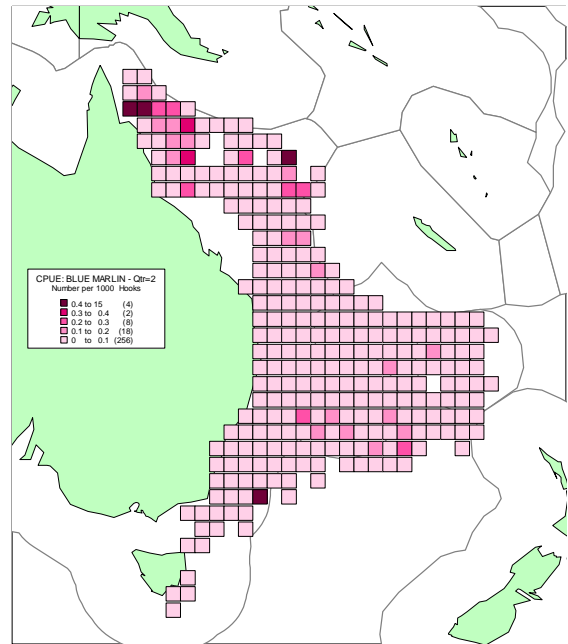 CPUE: BLUE MARLIN - Qtr=2
Number per 1000 Hooks
0.4 to 15 (4)
0.3 to 0.4 (2)
0.2 to 0.3 (8)
0.1 to 0.2 (18)
0 to 0.1 (256)